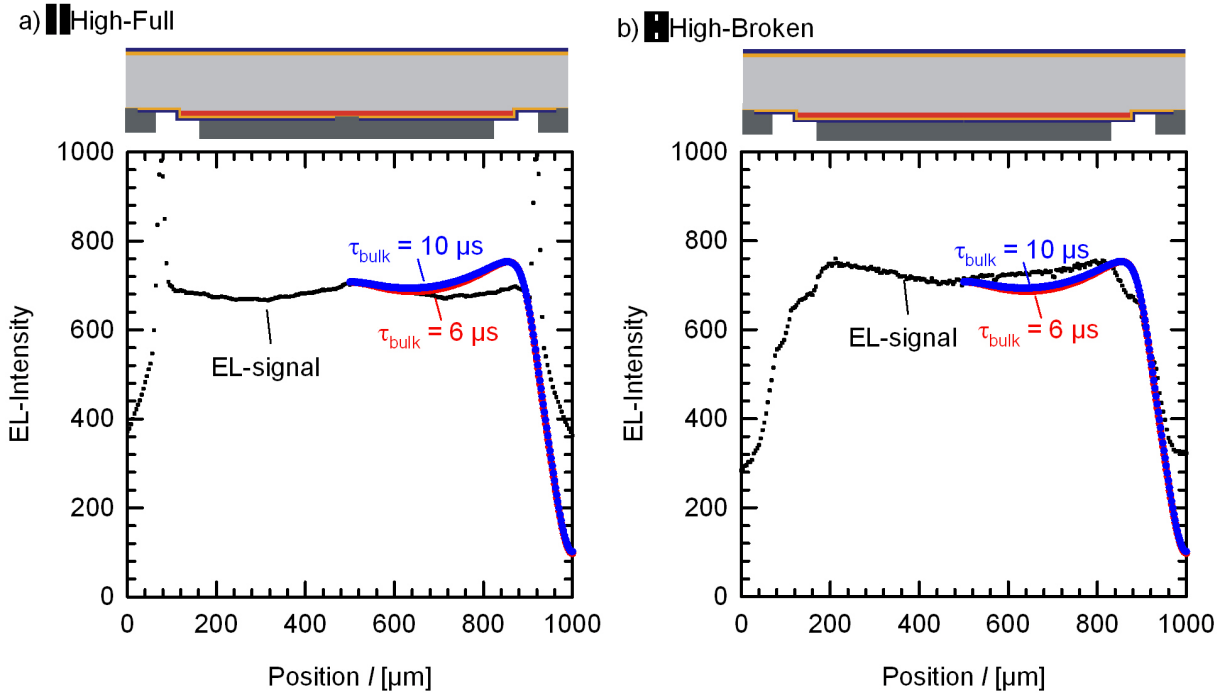 a) High-Full
1000
800
600
400
200
0
EL-Intensity
τbulk = 10 µs
τbulk = 6 µs
EL-signal
0 200 400 600 800 1000
Position l [µm]
b) High-Broken
1000
800
600
400
200
0
EL-Intensity
τbulk = 10 µs
τbulk = 6 µs
EL-signal
0 200 400 600 800 1000
Position l [µm]